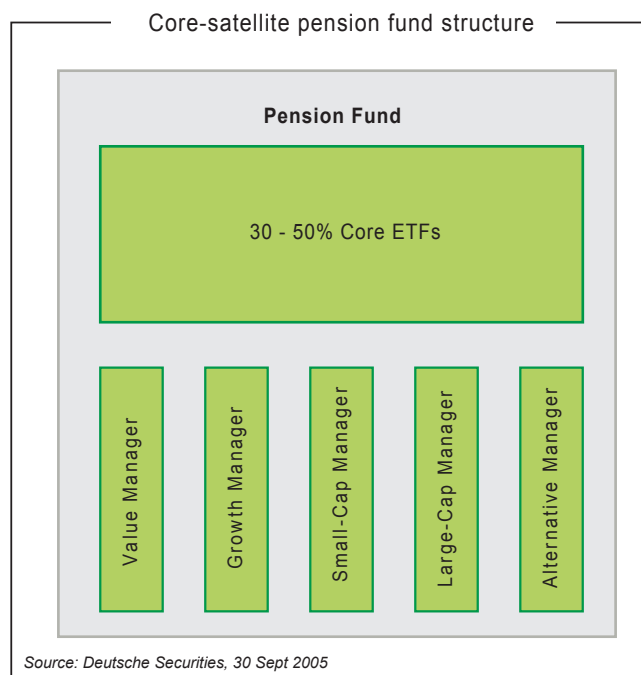 Core-satellite pension fund structure
Pension Fund
30 - 50% Core ETFs
Value Manager
Growth Manager
Small-Cap Manager
Large-Cap Manager
Alternative Manager
Source: Deutsche Securities, 30 Sept 2005